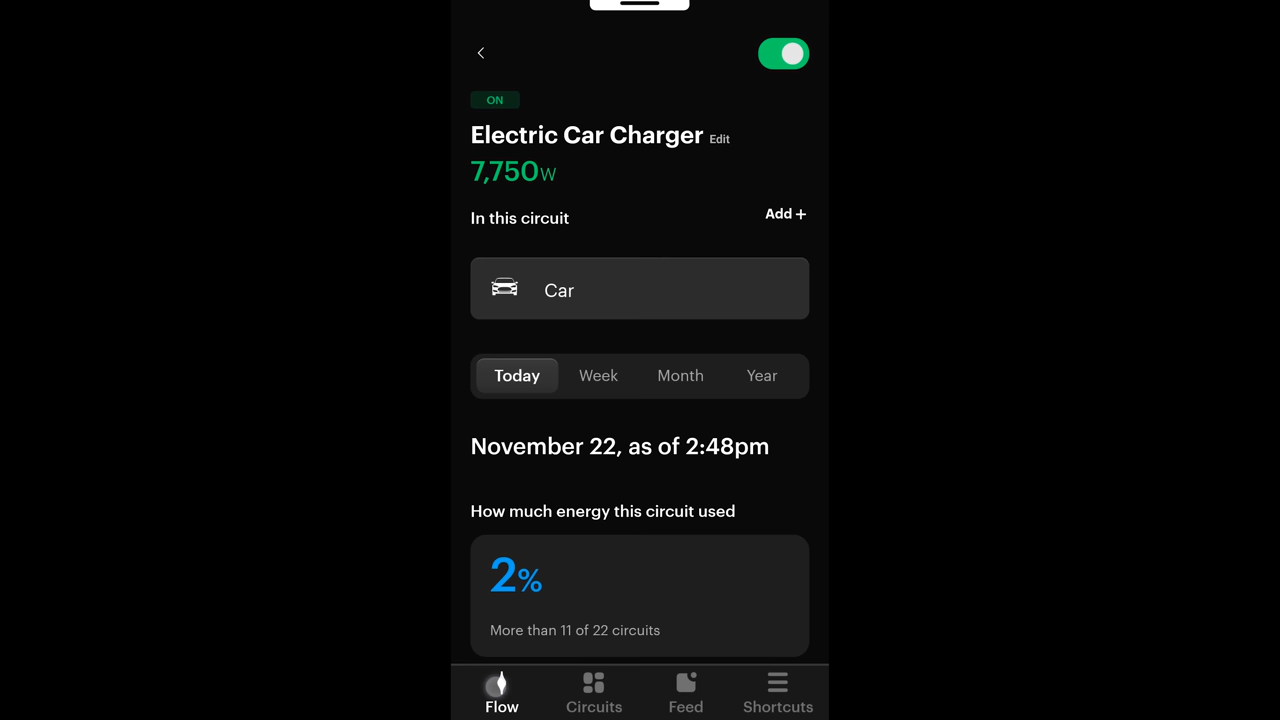 ON
Electric Car Charger Edit
7,750W
In this circuit Add +
Car
Today Week Month Year
November 22, as of 2:48pm
How much energy this circuit used
2%
More than 11 of 22 circuits
Flow Circuits Feed Shortcuts